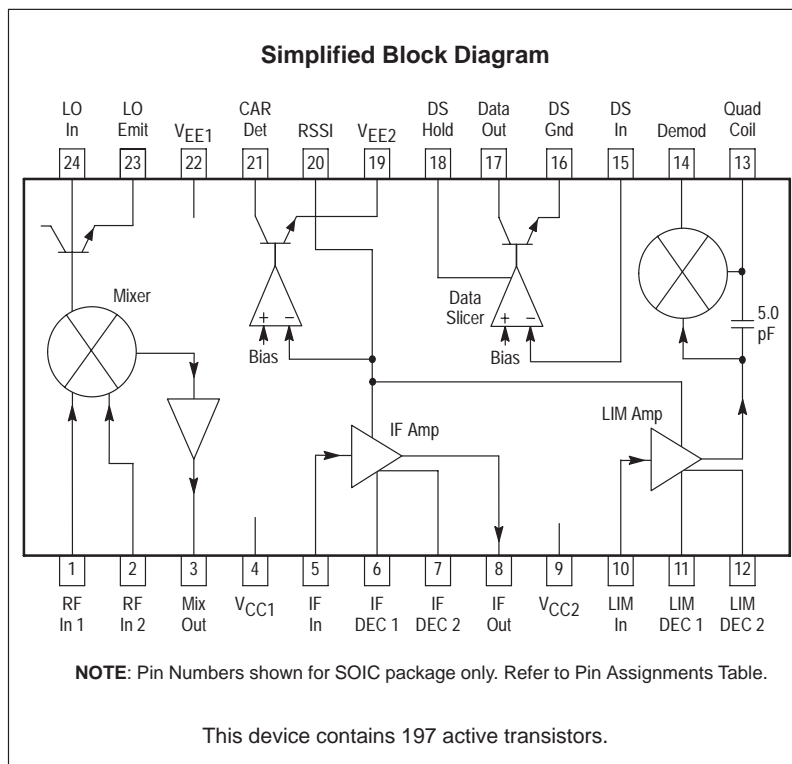 Simplified Block Diagram
LO In
LO Emit
VEE1
CAR Det
RSSI
VEE2
DS Hold
Data Out
DS Gnd
DS In
Demod
Quad Coil
24 23 22 21 20 19 18 17 16 15 14 13
Mixer
+ –
Bias
Data Slicer
+ –
Bias
5.0 pF
IF Amp
LIM Amp
1 2 3 4 5 6 7 8 9 10 11 12
RF In 1
RF In 2
Mix Out
VCC1
IF In
IF DEC 1
IF DEC 2
IF Out
VCC2
LIM In
LIM DEC 1
LIM DEC 2
NOTE: Pin Numbers shown for SOIC package only. Refer to Pin Assignments Table.
This device contains 197 active transistors.